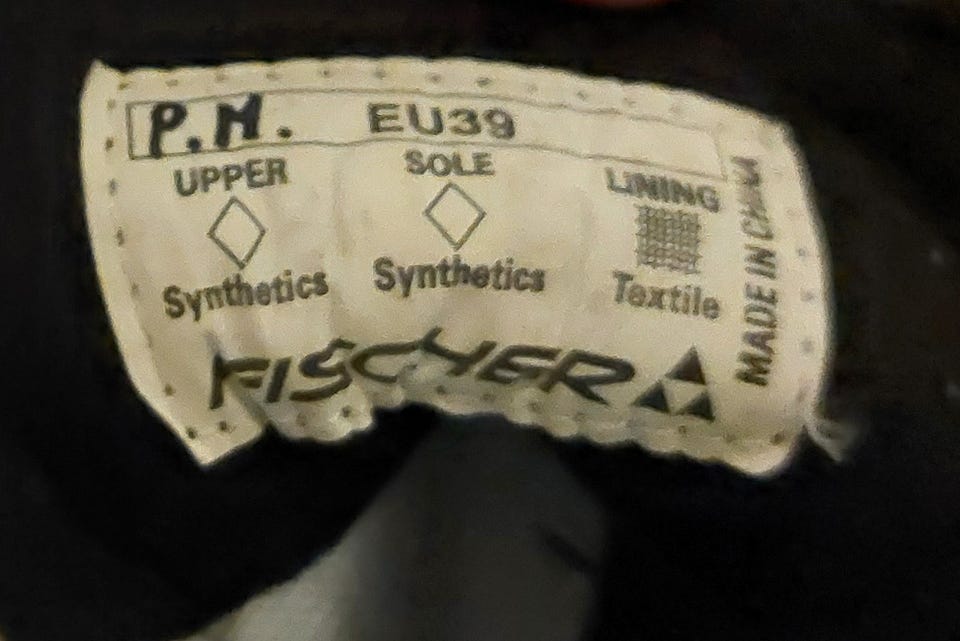 P.M. EU39
UPPER SOLE LINING
Synthetics Synthetics Textile
FISCHER
MADE IN CHINA